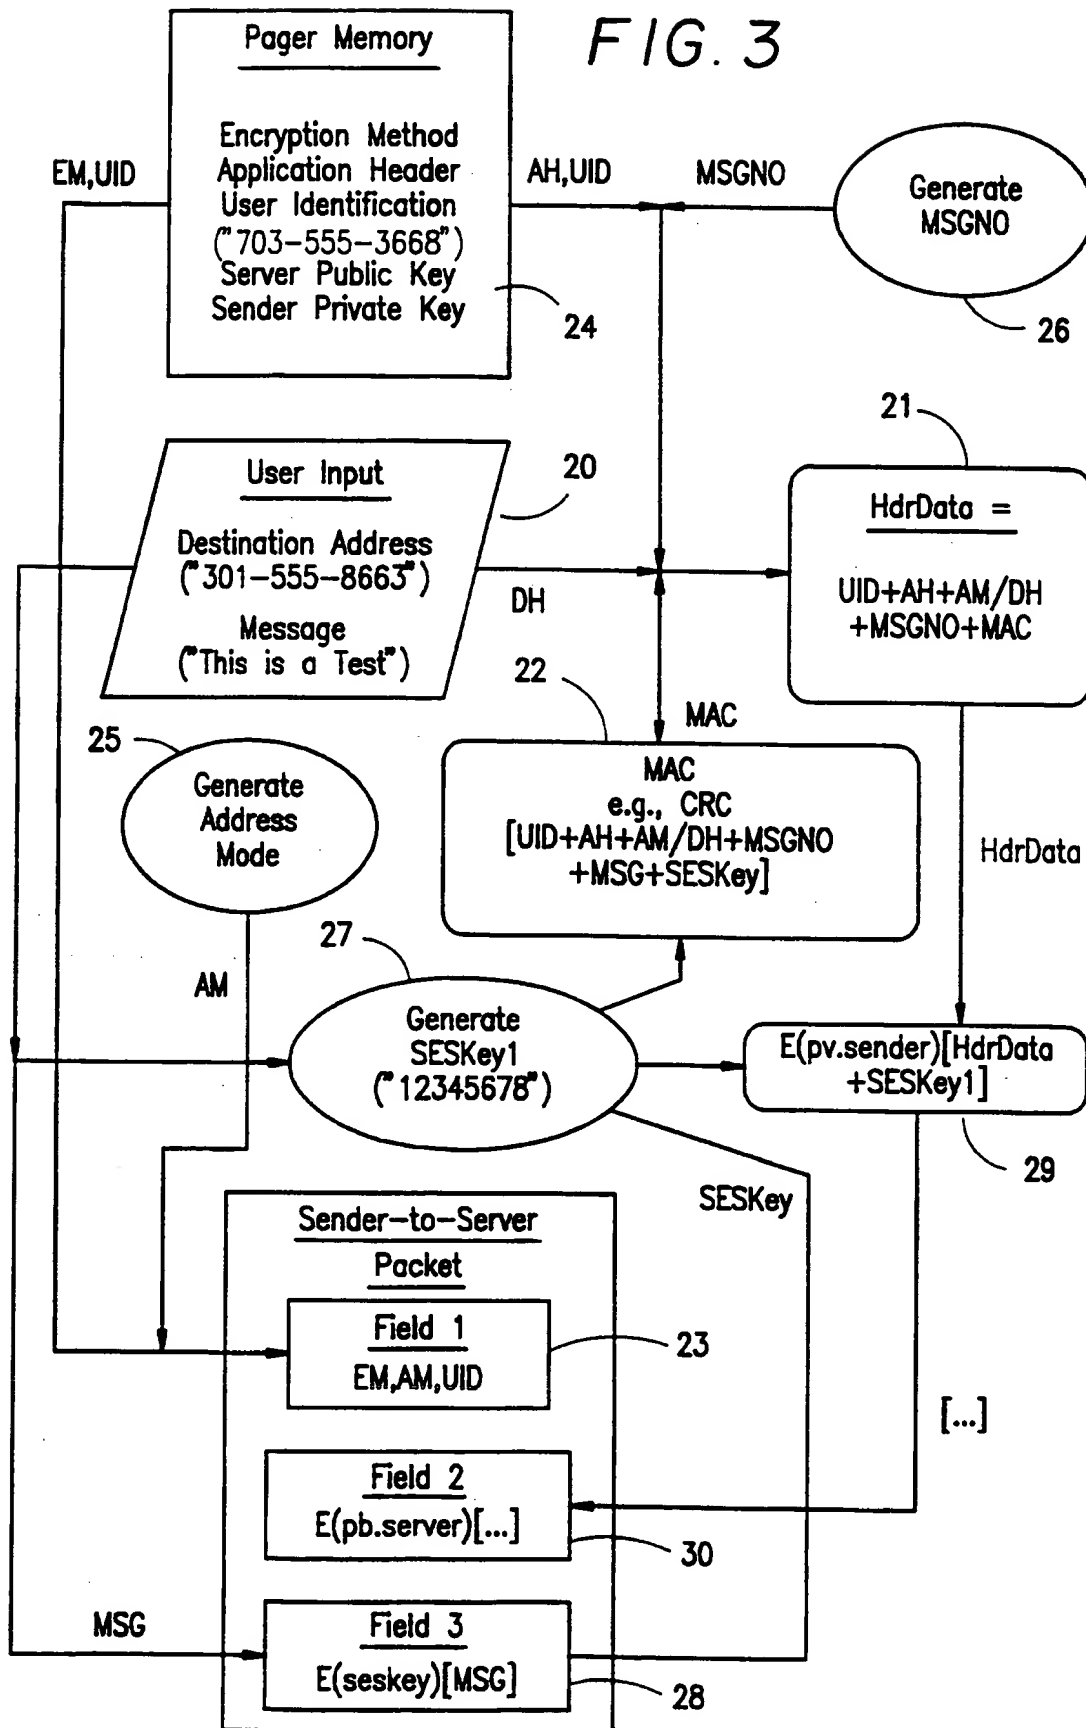 FIG. 3
Pager Memory
Encryption Method
Application Header
User Identification
("703-555-3668")
Server Public Key
Sender Private Key
24
EM,UID
AH,UID
MSGNO
Generate
MSGNO
26
21
HdrData =
UID+AH+AM/DH
+MSGNO+MAC
User Input
Destination Address
("301-555-8663")
Message
("This is a Test")
20
DH
22
MAC
MAC
e.g., CRC
[UID+AH+AM/DH+MSGNO
+MSG+SESKey]
HdrData
25
Generate
Address
Mode
AM
27
Generate
SESKey1
("12345678")
E(pv.sender)[HdrData
+SESKey1]
29
SESKey
Sender-to-Server
Packet
Field 1
EM,AM,UID
23
[...]
Field 2
E(pb.server)[...]
30
MSG
Field 3
E(seskey)[MSG]
28